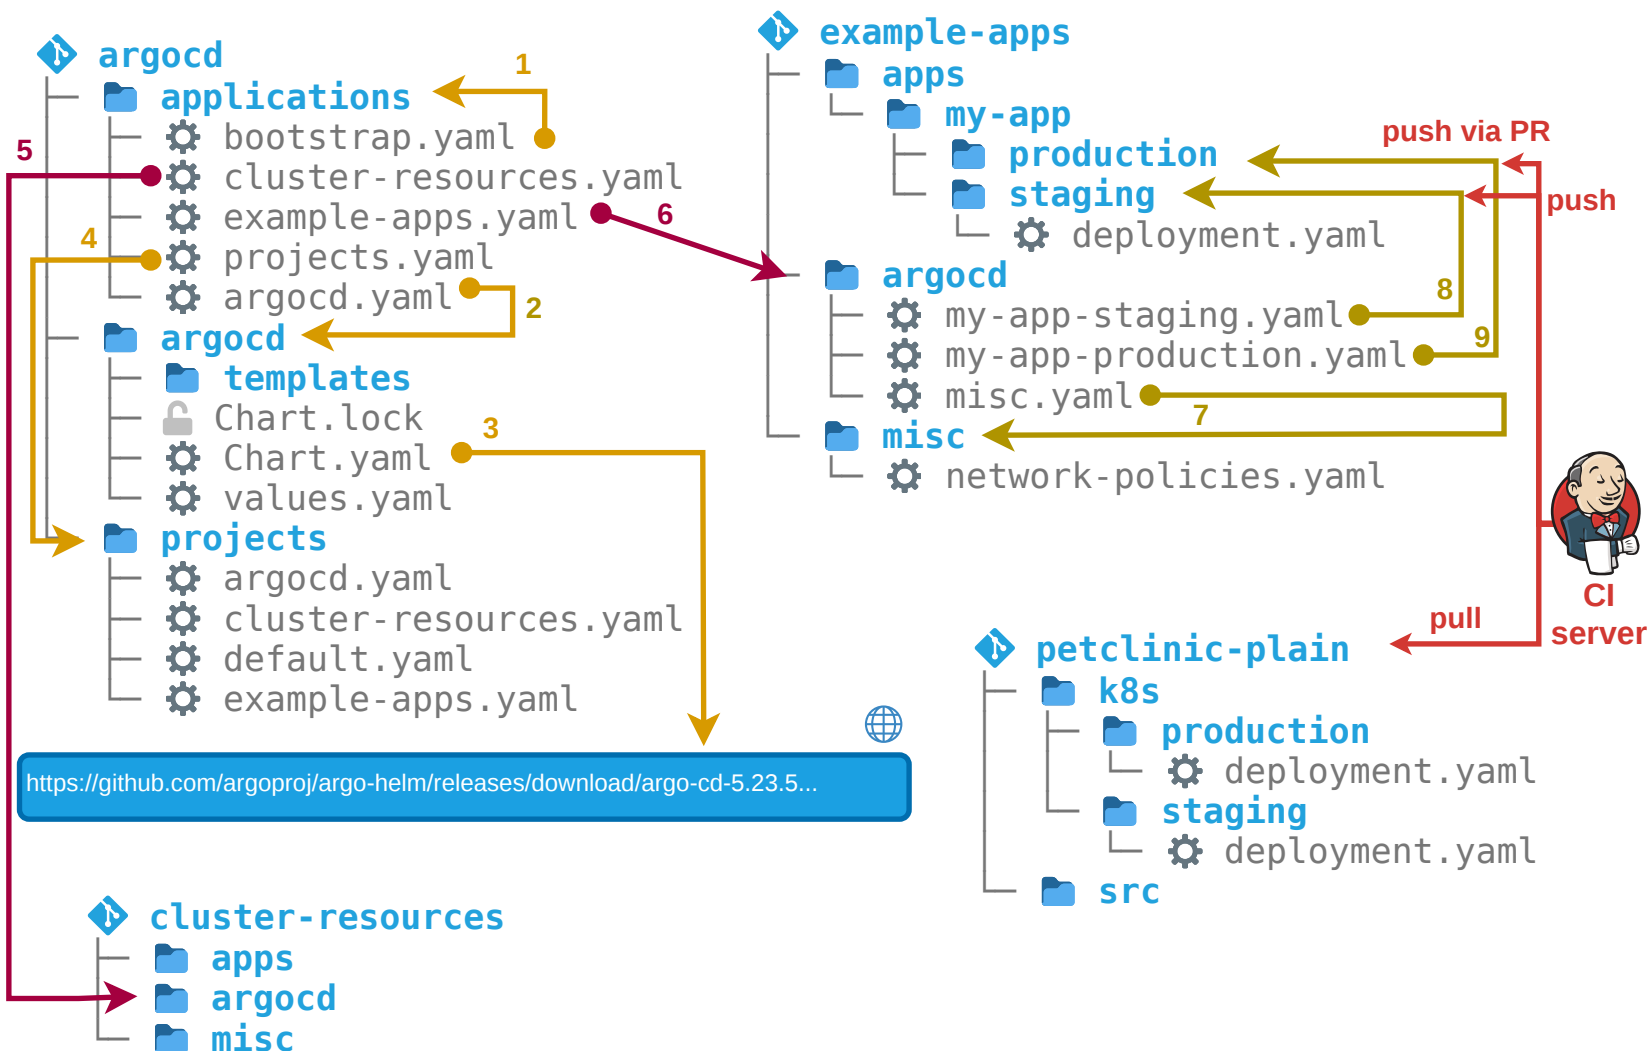 argocd
applications
bootstrap.yaml
cluster-resources.yaml
example-apps.yaml
projects.yaml
argocd.yaml
argocd
templates
Chart.lock
Chart.yaml
values.yaml
projects
argocd.yaml
cluster-resources.yaml
default.yaml
example-apps.yaml
1
2
3
4
5
6
https://github.com/argoproj/argo-helm/releases/download/argo-cd-5.23.5...
cluster-resources
apps
argocd
misc
example-apps
apps
my-app
production
staging
deployment.yaml
argocd
my-app-staging.yaml
my-app-production.yaml
misc.yaml
misc
network-policies.yaml
7
8
9
push via PR
push
pull
CI
server
petclinic-plain
k8s
production
deployment.yaml
staging
deployment.yaml
src